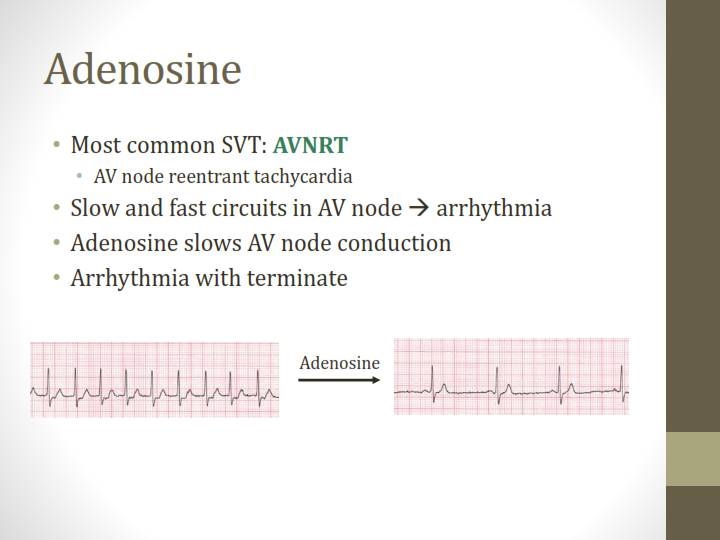 Adenosine
• Most common SVT: AVNRT
• AV node reentrant tachycardia
• Slow and fast circuits in AV node → arrhythmia
• Adenosine slows AV node conduction
• Arrhythmia with terminate
Adenosine